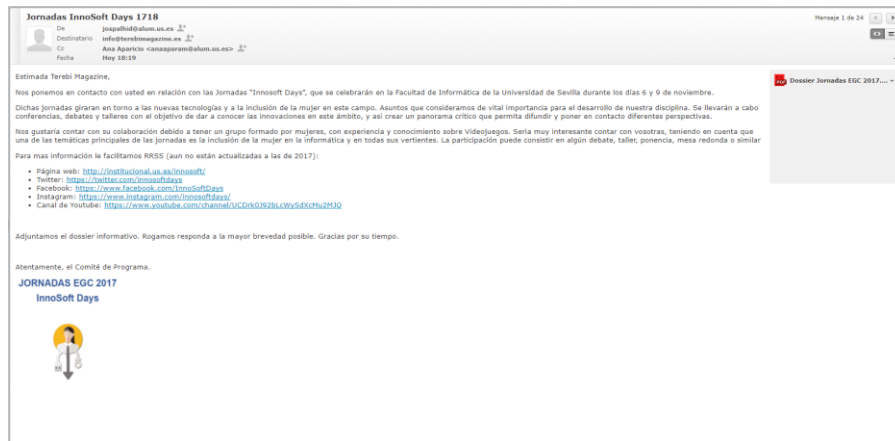 Jornadas InnoSoft Days 1718
Mensaje 1 de 24
De jospalhid@alum.us.es
Destinatario info@terebimagazine.es
Cc Ana Aparicio <anaaparam@alum.us.es>
Fecha Hoy 18:19
Estimada Terebi Magazine,
PDF Dossier Jornadas EGC 2017....
Nos ponemos en contacto con usted en relación con las Jornadas "Innosoft Days", que se celebrarán en la Facultad de Informática de la Universidad de Sevilla durante los días 6 y 9 de noviembre.
Dichas jornadas giraran en torno a las nuevas tecnologías y a la inclusión de la mujer en este campo. Asuntos que consideramos de vital importancia para el desarrollo de nuestra disciplina. Se llevarán a cabo
conferencias, debates y talleres con el objetivo de dar a conocer las innovaciones en este ámbito, y así crear un panorama crítico que permita difundir y poner en contacto diferentes perspectivas.
Nos gustaría contar con su colaboración debido a tener un grupo formado por mujeres, con experiencia y conocimiento sobre Videojuegos. Seria muy interesante contar con vosotras, teniendo en cuenta que
una de las temáticas principales de las jornadas es la inclusión de la mujer en la informática y en todas sus vertientes. La participación puede consistir en algún debate, taller, ponencia, mesa redonda o similar
Para mas información le facilitamos RRSS (aun no están actualizadas a las de 2017):
• Página web: http://institucional.us.es/innosoft/
• Twitter: https://twitter.com/innosoftdays
• Facebook: https://www.facebook.com/InnoSoftDays
• Instagram: https://www.instagram.com/innosoftdays/
• Canal de Youtube: https://www.youtube.com/channel/UCDrk0J92bLcWySdXcMu2MJQ
Adjuntamos el dossier informativo. Rogamos responda a la mayor brevedad posible. Gracias por su tiempo.
Atentamente, el Comité de Programa.
JORNADAS EGC 2017
InnoSoft Days